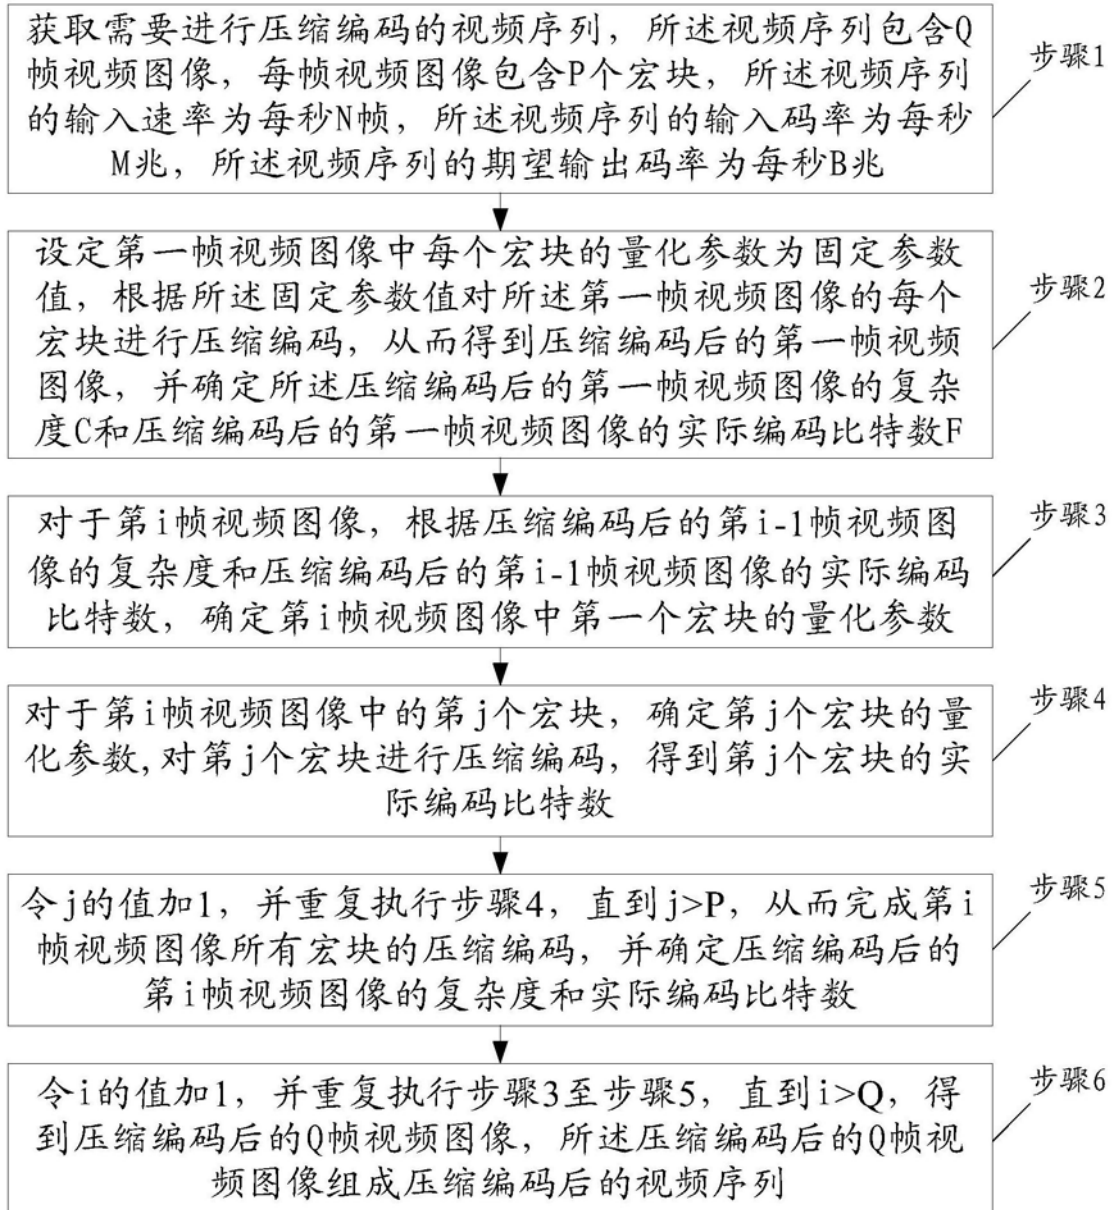 获取需要进行压缩编码的视频序列，所述视频序列包含Q
帧视频图像，每帧视频图像包含P个宏块，所述视频序列
的输入速率为每秒N帧，所述视频序列的输入码率为每秒
M兆，所述视频序列的期望输出码率为每秒B兆
步骤1
设定第一帧视频图像中每个宏块的量化参数为固定参数
值，根据所述固定参数值对所述第一帧视频图像的每个
宏块进行压缩编码，从而得到压缩编码后的第一帧视频
图像，并确定所述压缩编码后的第一帧视频图像的复杂
度C和压缩编码后的第一帧视频图像的实际编码比特数F
步骤2
对于第i帧视频图像，根据压缩编码后的第i-1帧视频图
像的复杂度和压缩编码后的第i-1帧视频图像的实际编码
比特数，确定第i帧视频图像中第一个宏块的量化参数
步骤3
对于第i帧视频图像中的第j个宏块，确定第j个宏块的量
化参数,对第j个宏块进行压缩编码，得到第j个宏块的实
际编码比特数
步骤4
令j的值加1，并重复执行步骤4，直到j>P，从而完成第i
帧视频图像所有宏块的压缩编码，并确定压缩编码后的
第i帧视频图像的复杂度和实际编码比特数
步骤5
令i的值加1，并重复执行步骤3至步骤5，直到i>Q，得
到压缩编码后的Q帧视频图像，所述压缩编码后的Q帧视
频图像组成压缩编码后的视频序列
步骤6